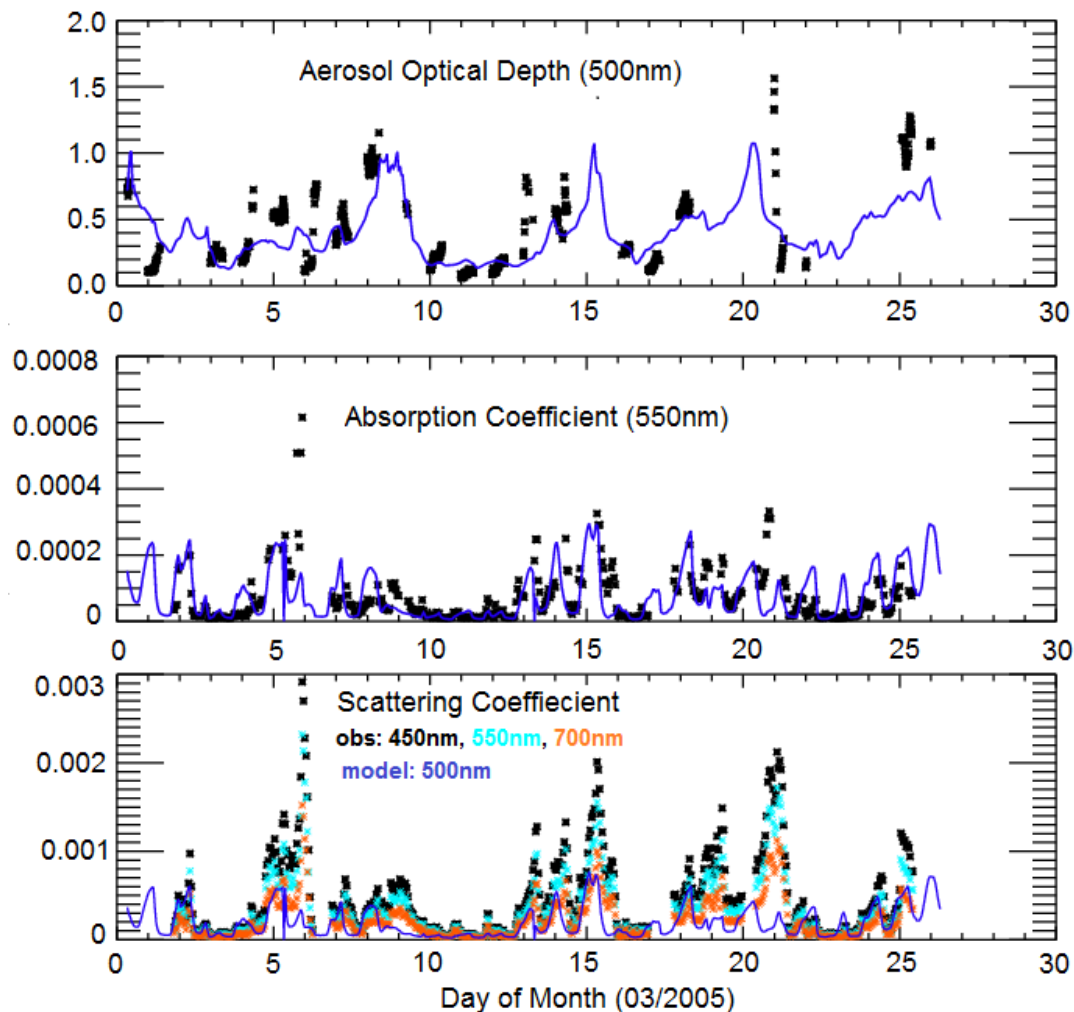 2.0
Aerosol Optical Depth (500nm)
1.5
1.0
0.5
0.0
0 5 10 15 20 25 30
0.0008
Absorption Coefficient (550nm)
0.0006
0.0004
0.0002
0
0 5 10 15 20 25 30
0.003
Scattering Coeffiecient
obs: 450nm, 550nm, 700nm
model: 500nm
0.002
0.001
0
0 5 10 15 20 25 30
Day of Month (03/2005)